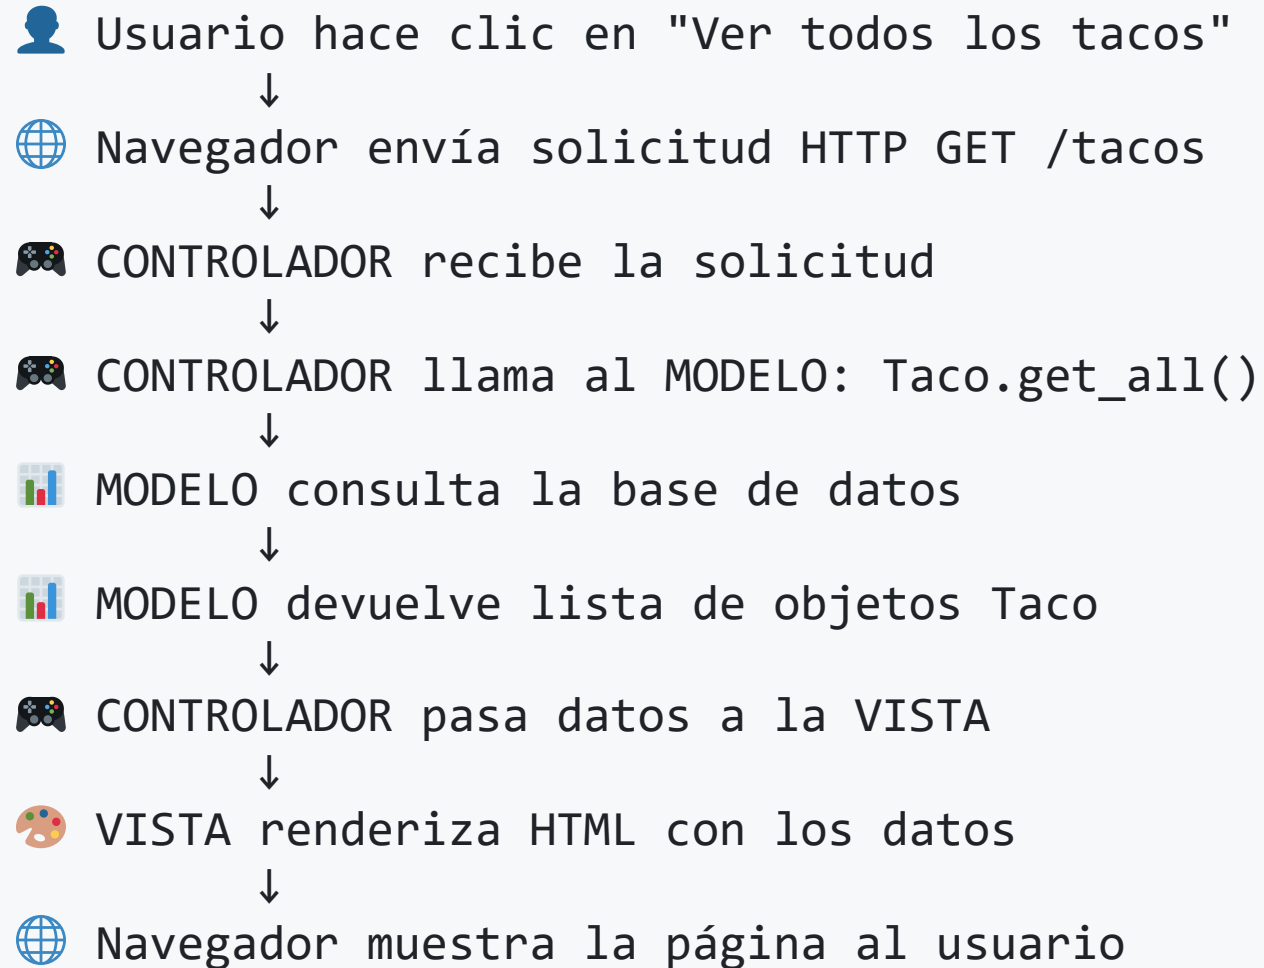 👤 Usuario hace clic en "Ver todos los tacos"
↓
🌐 Navegador envía solicitud HTTP GET /tacos
↓
🎮 CONTROLADOR recibe la solicitud
↓
🎮 CONTROLADOR llama al MODELO: Taco.get_all()
↓
📊 MODELO consulta la base de datos
↓
📊 MODELO devuelve lista de objetos Taco
↓
🎮 CONTROLADOR pasa datos a la VISTA
↓
🎨 VISTA renderiza HTML con los datos
↓
🌐 Navegador muestra la página al usuario